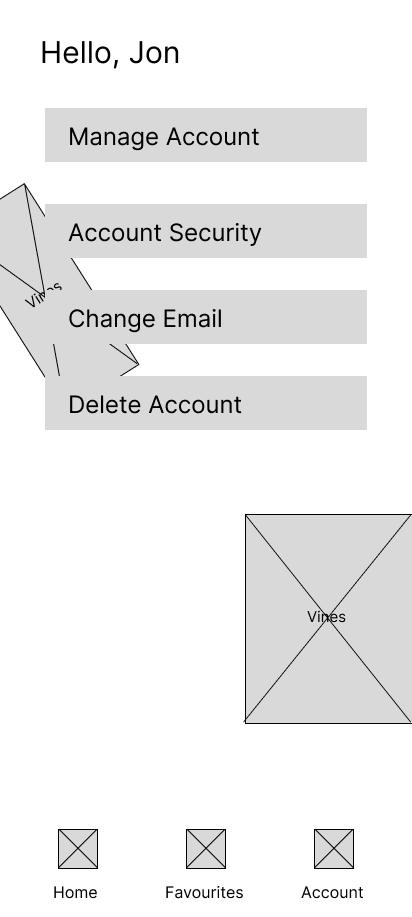 Hello, Jon
Manage Account
Account Security
Vines
Change Email
Delete Account
Vines
Home
Favourites
Account